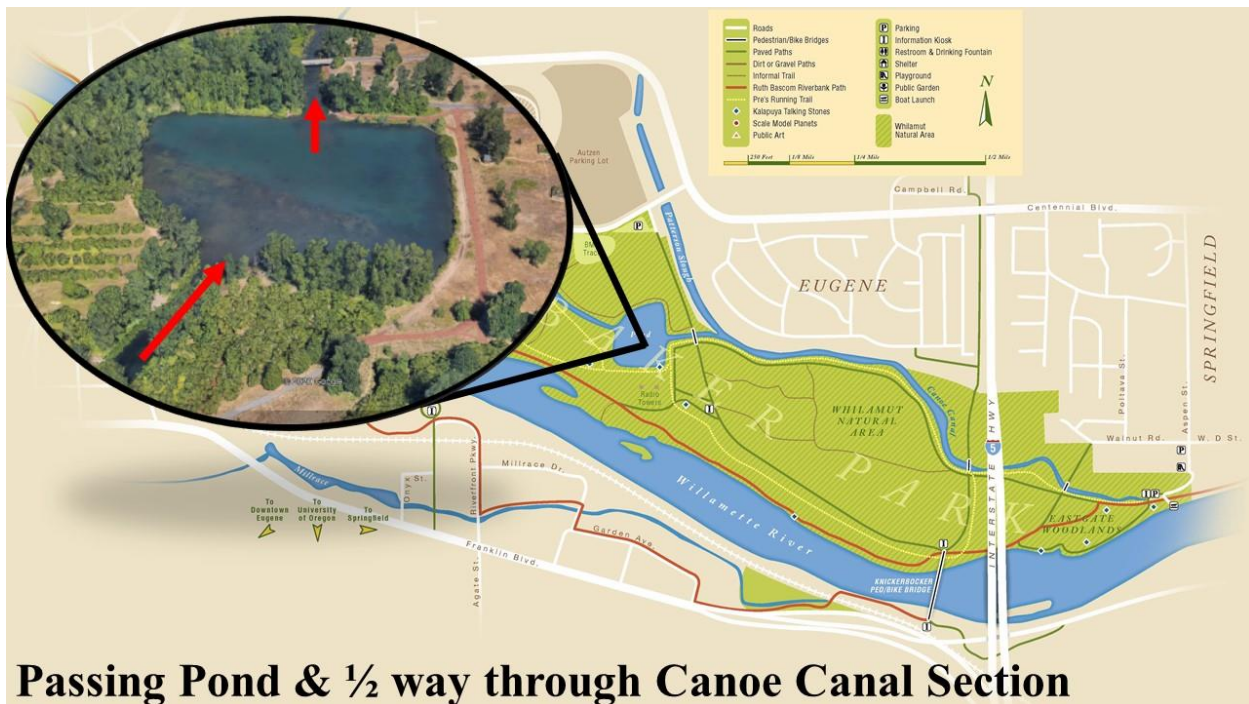 Roads
Pedestrian/Bike Bridges
Paved Paths
Dirt or Gravel Paths
Informal Trail
Ruth Bascom Riverbank Path
Pre's Running Trail
Kalapuya Talking Stones
Scale Model Planets
Public Art
P Parking
i Information Kiosk
Restroom & Drinking Fountain
Shelter
Playground
Public Garden
Boat Launch
Whilamut
Natural Area
N
250 Feet 1/8 Mile 1/4 Mile 1/2 Mile
Autzen
Parking Lot
Campbell Rd.
Centennial Blvd.
Patterson Slough
EUGENE
SPRINGFIELD
Poltava St.
Aspen St.
Walnut Rd.
W. D St.
BAKER PARK
Radio
Towers
WHILAMUT
NATURAL
AREA
Canoe Canal
INTERSTATE 5 HWY
EASTGATE
WOODLANDS
Willamette River
KNICKERBOCKER
PED/BIKE BRIDGE
Millrace
Onyx St.
Riverfront Pkwy.
Millrace Dr.
Garden Ave.
Franklin Blvd.
Agate St.
To
Downtown
Eugene
To
University
of Oregon
To
Springfield
Passing Pond & ½ way through Canoe Canal Section